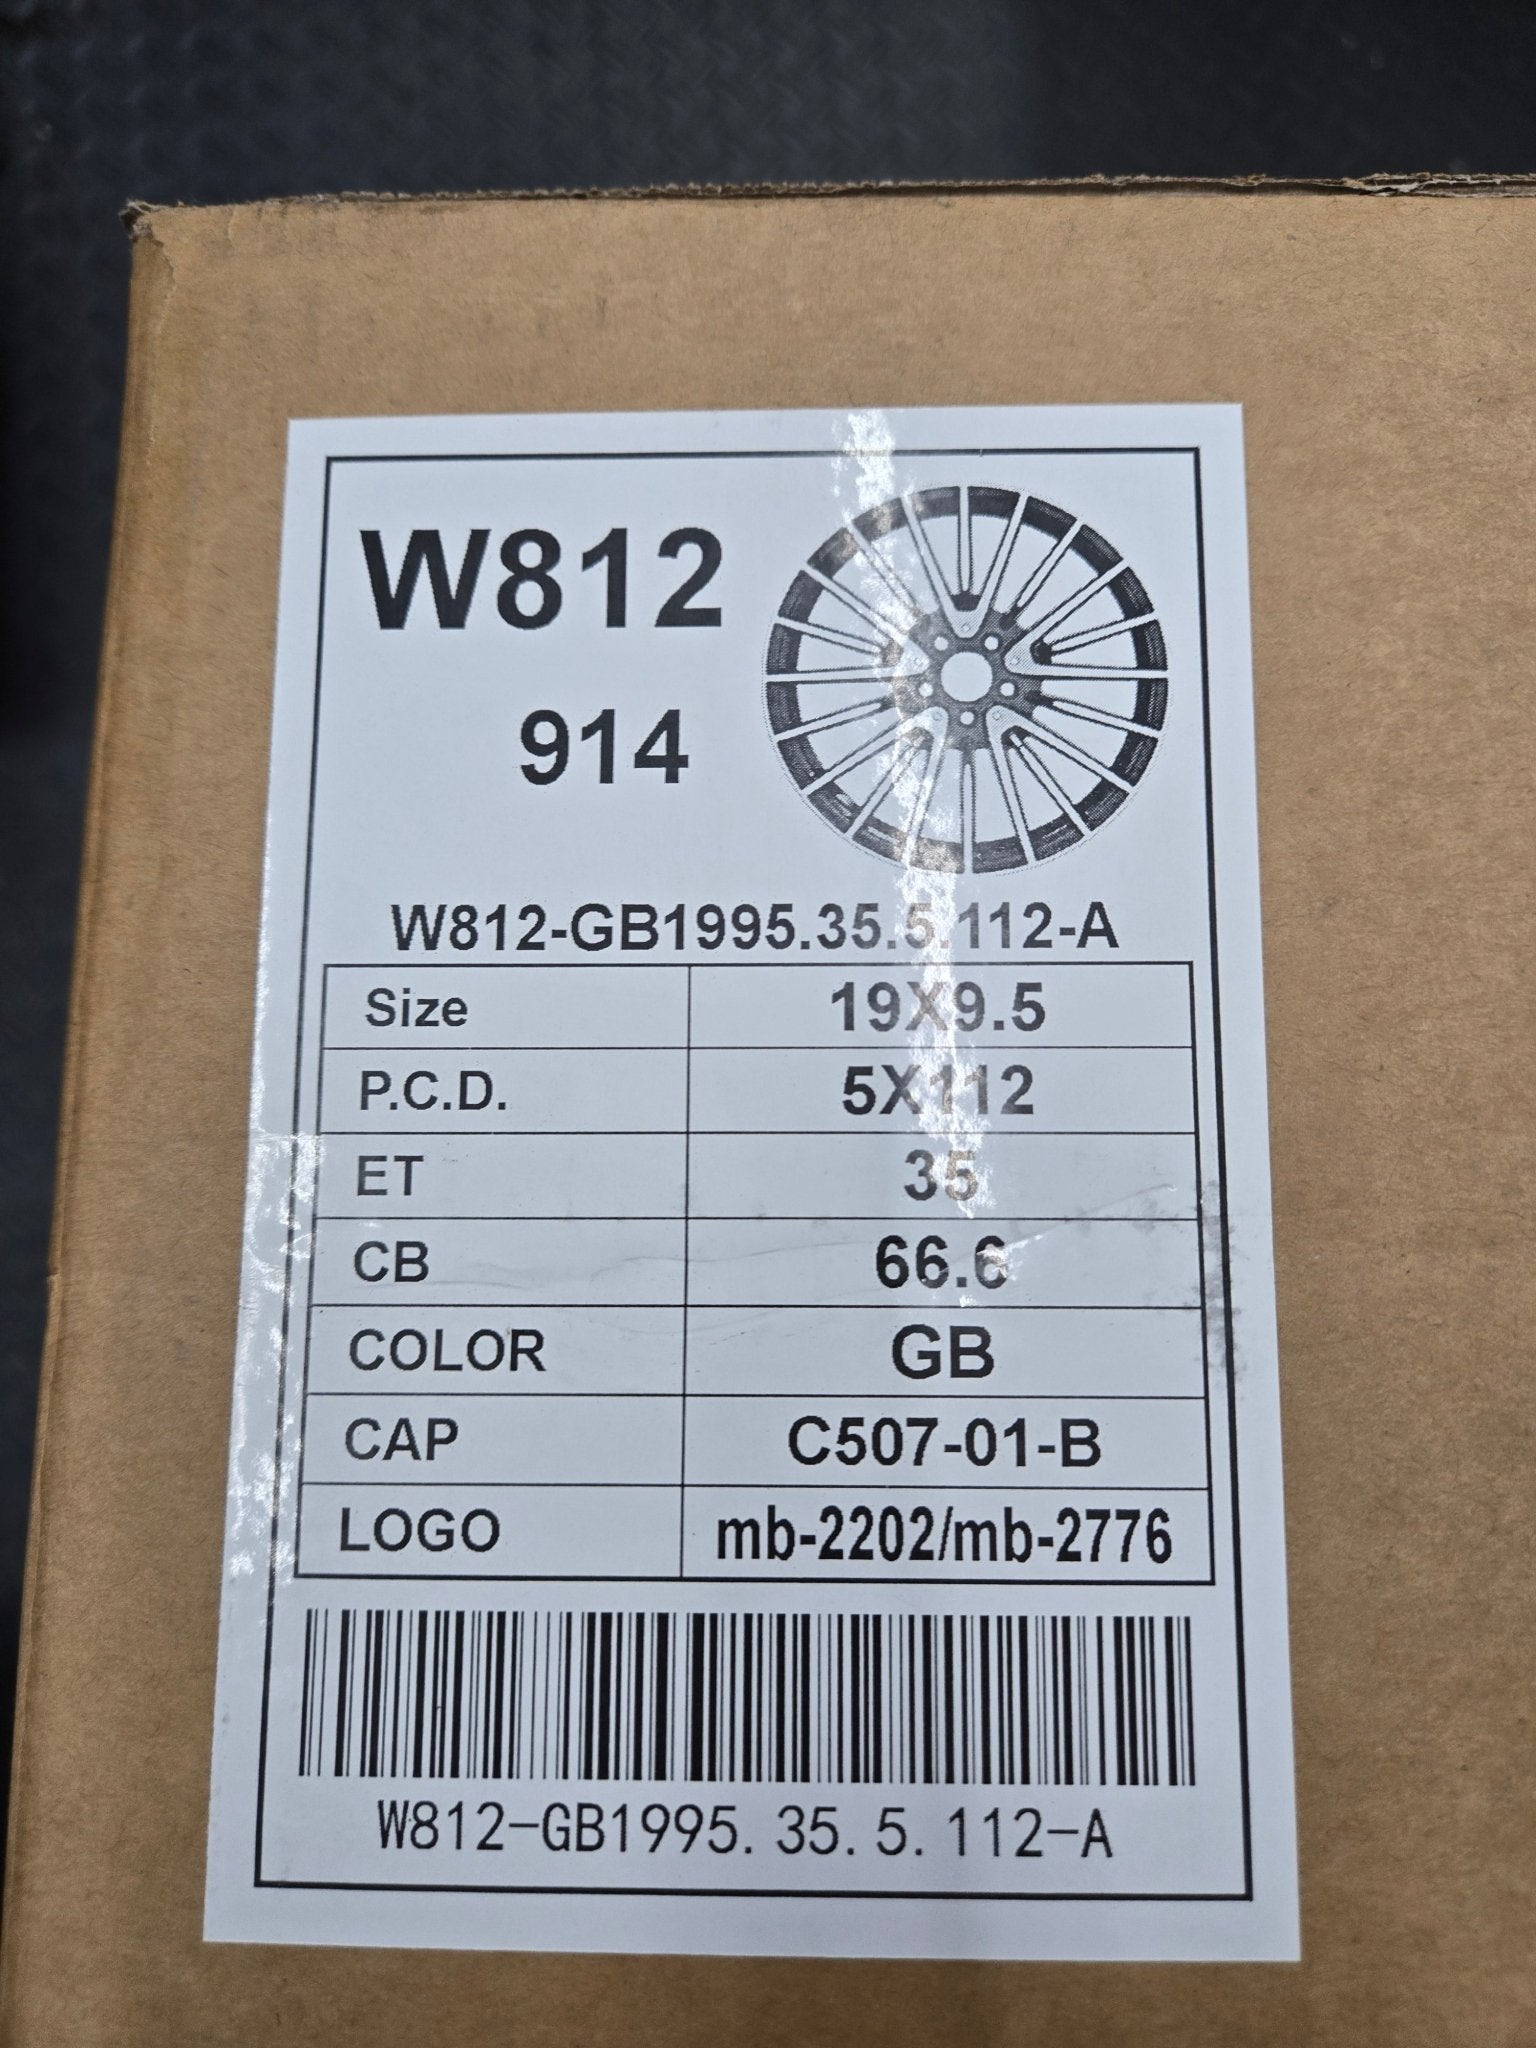 W812
914
W812-GB1995.35.5.112-A
Size 19X9.5
P.C.D. 5X112
ET 35
CB 66.6
COLOR GB
CAP C507-01-B
LOGO mb-2202/mb-2776
W812-GB1995.35.5.112-A